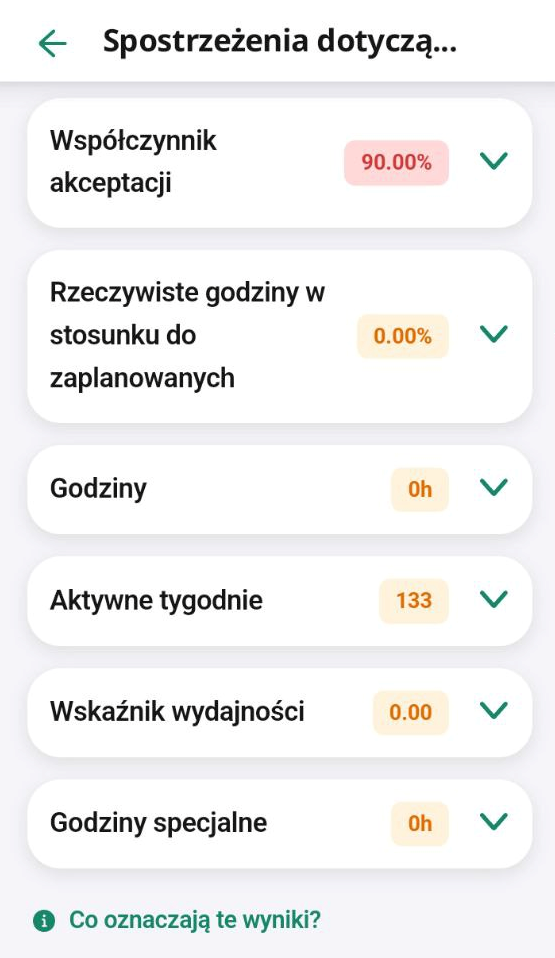 Spostrzeżenia dotyczą...
Współczynnik
akceptacji
90.00%
Rzeczywiste godziny w
stosunku do
zaplanowanych
0.00%
Godziny
0h
Aktywne tygodnie
133
Wskaźnik wydajności
0.00
Godziny specjalne
0h
Co oznaczają te wyniki?